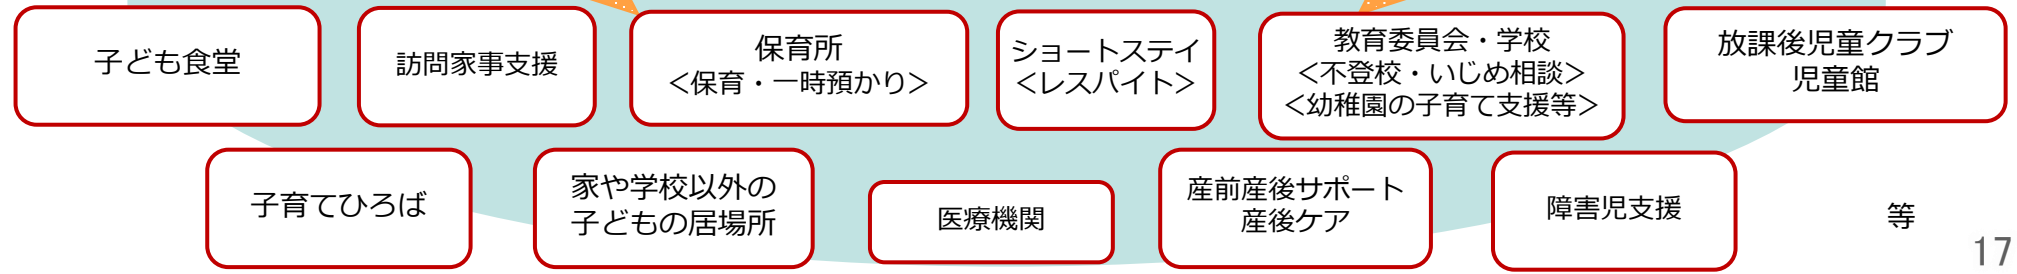 子ども食堂
訪問家事支援
保育所
<保育・一時預かり>
ショートステイ
<レスパイト>
教育委員会・学校
<不登校・いじめ相談>
<幼稚園の子育て支援等>
放課後児童クラブ
児童館
子育てひろば
家や学校以外の
子どもの居場所
医療機関
産前産後サポート
産後ケア
障害児支援
等
17